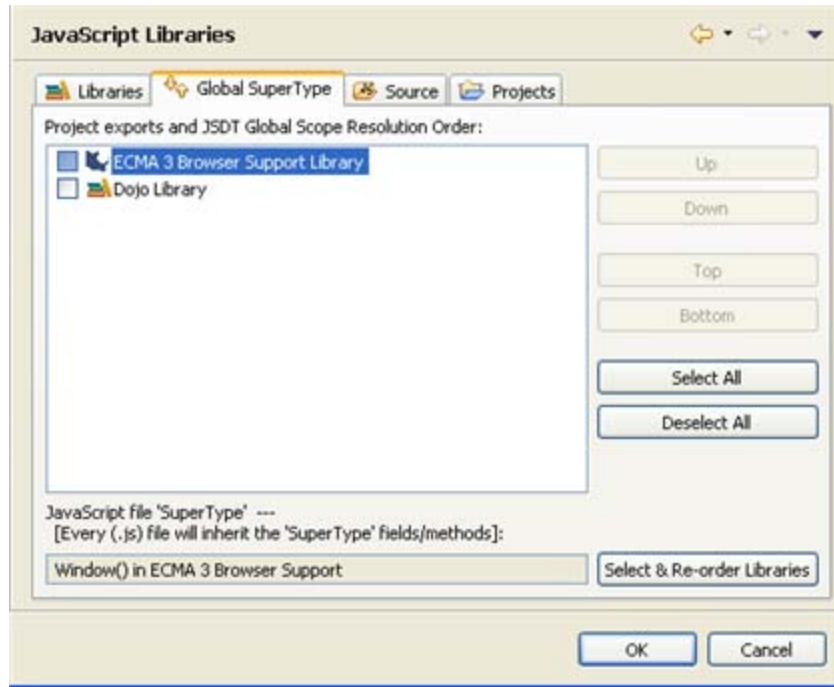 JavaScript Libraries
Libraries
Global SuperType
Source
Projects
Project exports and JSDT Global Scope Resolution Order:
ECMA 3 Browser Support Library
Dojo Library
Up
Down
Top
Bottom
Select All
Deselect All
JavaScript file 'SuperType' ---
[Every (.js) file will inherit the 'SuperType' fields/methods]:
Window() in ECMA 3 Browser Support
Select & Re-order Libraries
OK
Cancel